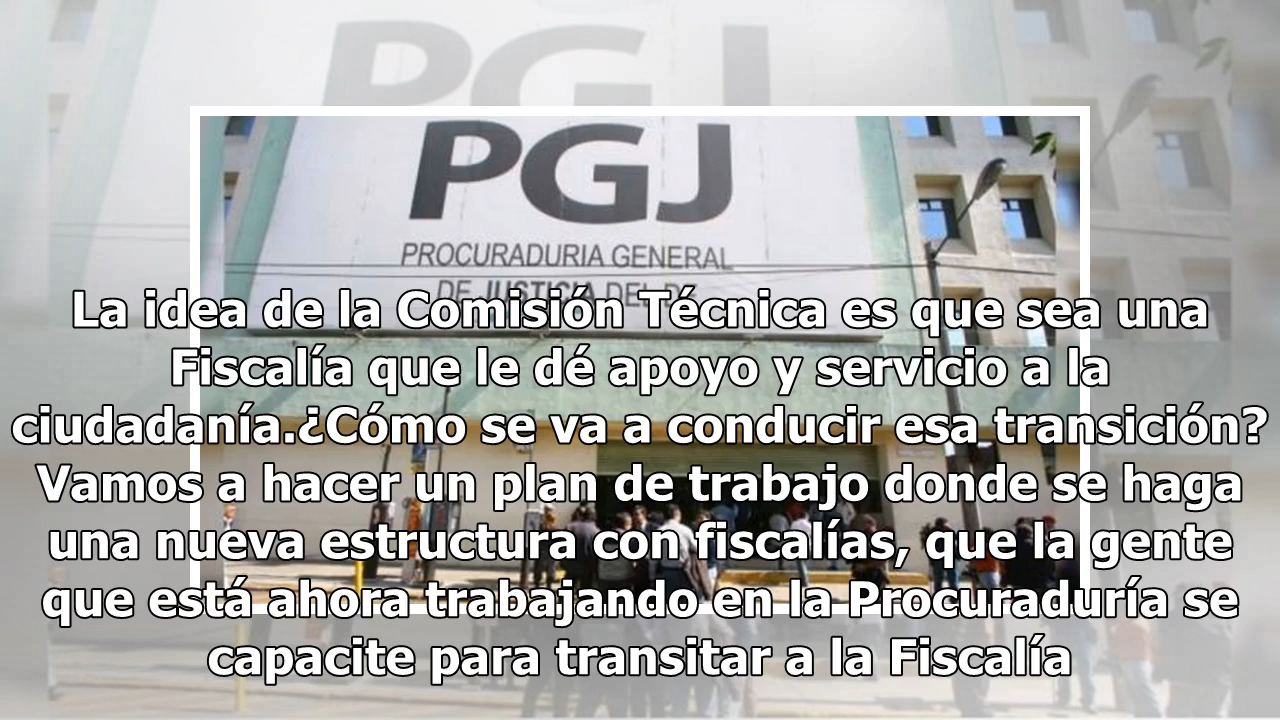 PGJ
PGJ
PROCURADURIA GENERAL
DE JUSTICIA DEL
La idea de la Comisión Técnica es que sea una
Fiscalía que le dé apoyo y servicio a la
ciudadanía.¿Cómo se va a conducir esa transición?
Vamos a hacer un plan de trabajo donde se haga
una nueva estructura con fiscalías, que la gente
que está ahora trabajando en la Procuraduría se
capacite para transitar a la Fiscalía